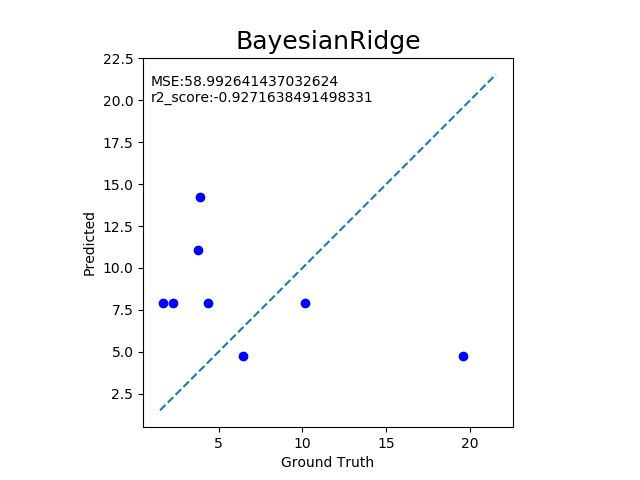 BayesianRidge
22.5
20.0
17.5
15.0
12.5
10.0
7.5
5.0
2.5
MSE:58.992641437032624
r2_score:-0.9271638491498331
Predicted
5 10 15 20
Ground Truth